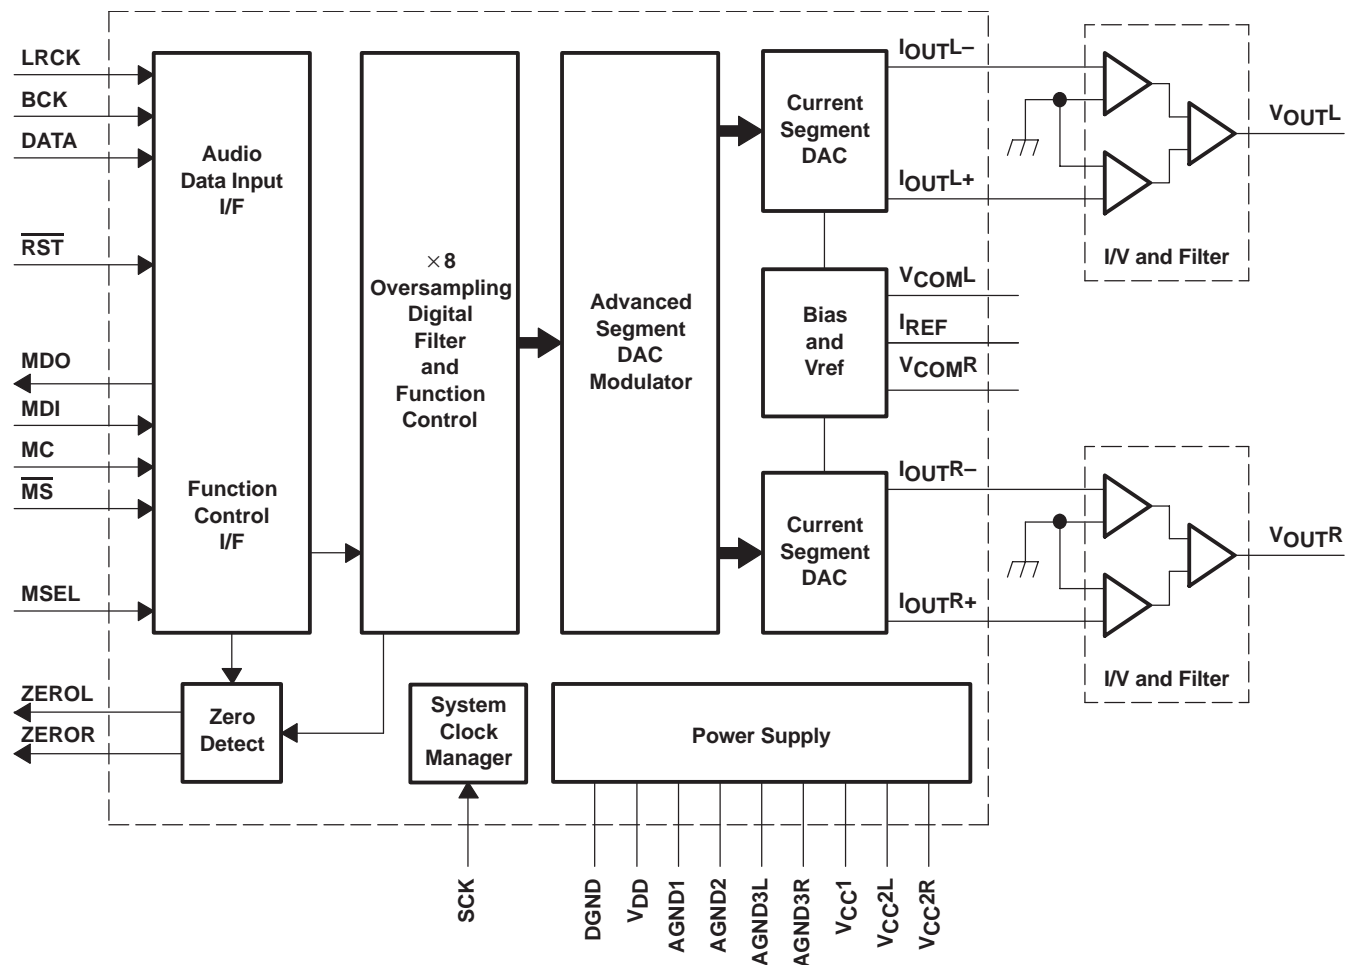 LRCK
BCK
DATA
RST
MDO
MDI
MC
MS
MSEL
ZEROL
ZEROR
Audio
Data Input
I/F
Function
Control
I/F
×8
Oversampling
Digital
Filter
and
Function
Control
Advanced
Segment
DAC
Modulator
Current
Segment
DAC
Bias
and
Vref
Current
Segment
DAC
IOUTL–
IOUTL+
VCOML
IREF
VCOMR
IOUTR–
IOUTR+
VOUTL
I/V and Filter
VOUTR
I/V and Filter
Zero
Detect
System
Clock
Manager
Power Supply
SCK
DGND
VDD
AGND1
AGND2
AGND3L
AGND3R
VCC1
VCC2L
VCC2R